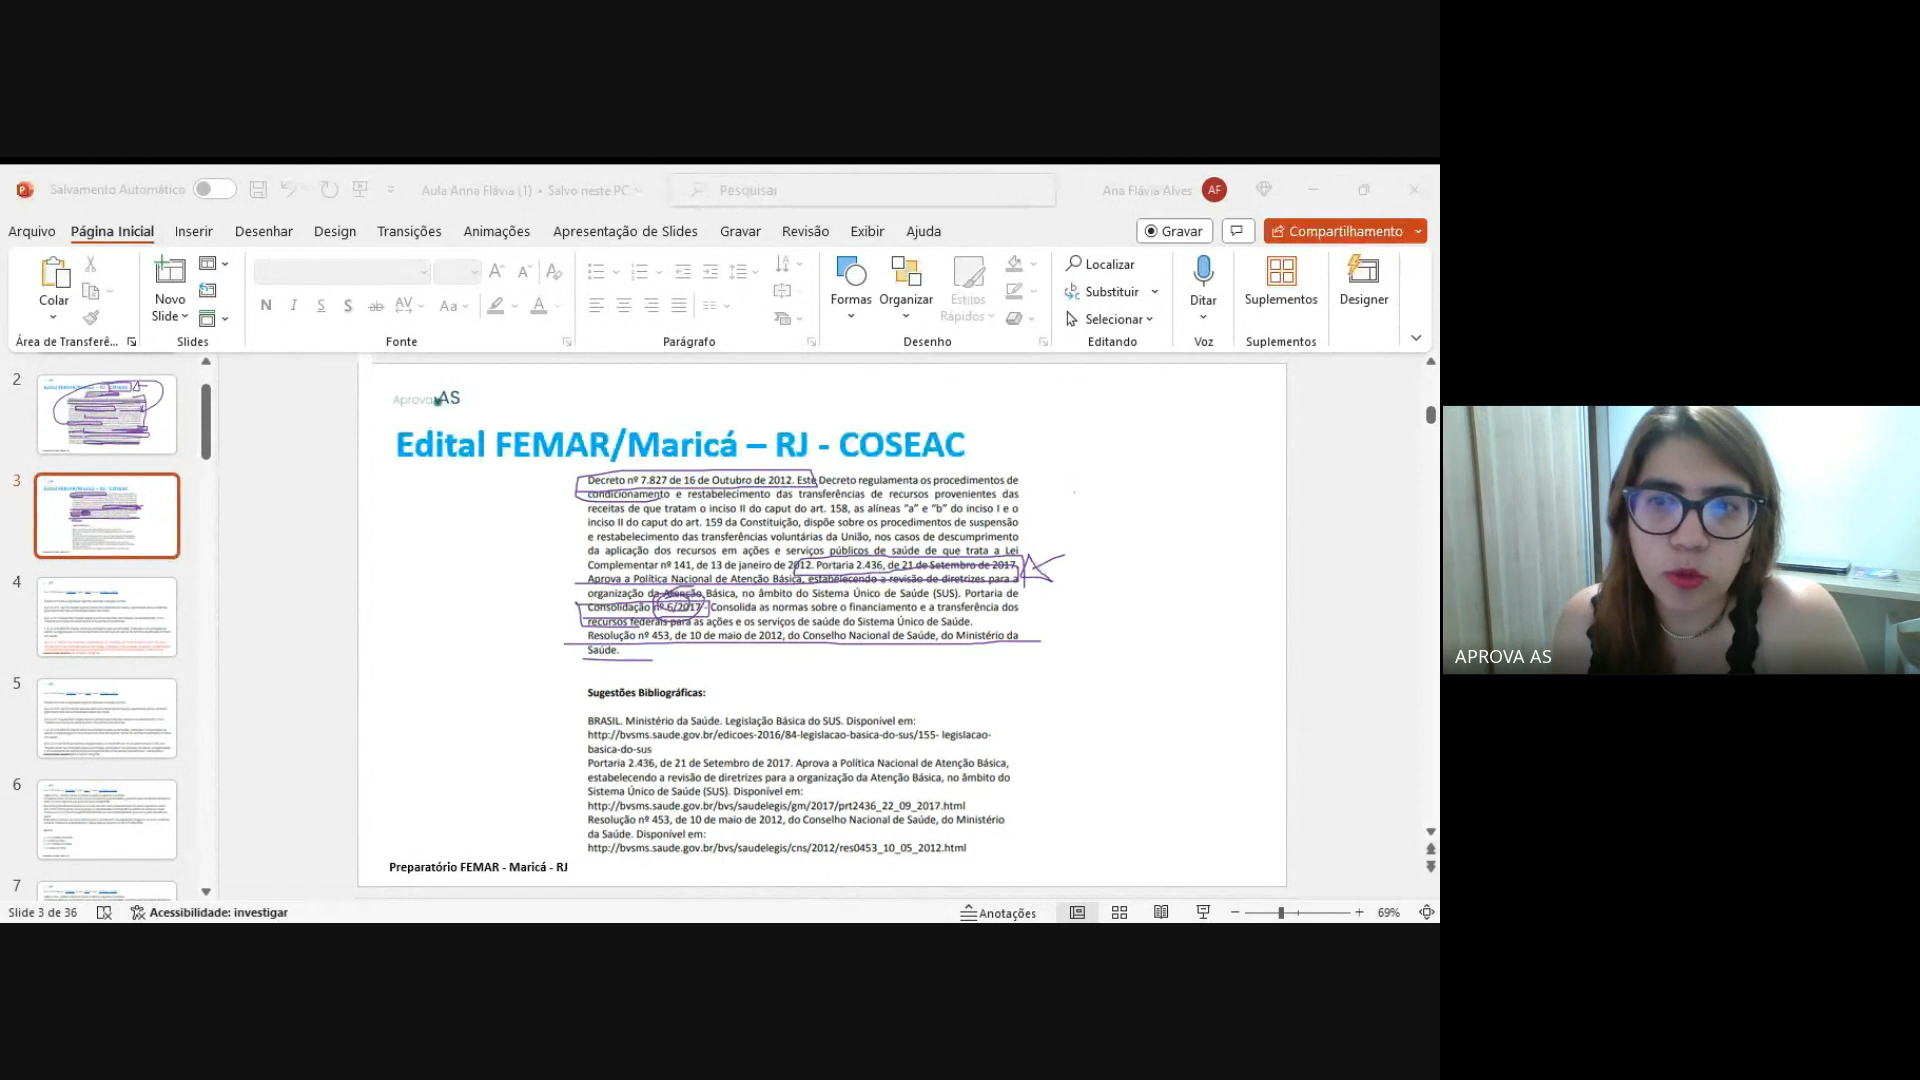 Salvamento Automático
Aula Anna Flávia (1) • Salvo neste PC
Pesquisar
Ana Flávia Alves
AF
Arquivo
Página Inicial
Inserir
Desenhar
Design
Transições
Animações
Apresentação de Slides
Gravar
Revisão
Exibir
Ajuda
Gravar
Compartilhamento
Colar
Novo
Slide
N I S S ab AV Aa A
Formas
Organizar
Estilos
Rápidos
Localizar
Substituir
Selecionar
Ditar
Suplementos
Designer
Área de Transferê...
Slides
Fonte
Parágrafo
Desenho
Editando
Voz
Suplementos
2
3
4
5
6
7
AprovaAS
Edital FEMAR/Maricá – RJ - COSEAC
Decreto nº 7.827 de 16 de Outubro de 2012. Este Decreto regulamenta os procedimentos de
condicionamento e restabelecimento das transferências de recursos provenientes das
receitas de que tratam o inciso II do caput do art. 158, as alíneas “a” e “b” do inciso I e o
inciso II do caput do art. 159 da Constituição, dispõe sobre os procedimentos de suspensão
e restabelecimento das transferências voluntárias da União, nos casos de descumprimento
da aplicação dos recursos em ações e serviços públicos de saúde de que trata a Lei
Complementar nº 141, de 13 de janeiro de 2012. Portaria 2.436, de 21 de Setembro de 2017.
Aprova a Política Nacional de Atenção Básica, estabelecendo a revisão de diretrizes para a
organização da Atenção Básica, no âmbito do Sistema Único de Saúde (SUS). Portaria de
Consolidação nº 6/2017 - Consolida as normas sobre o financiamento e a transferência dos
recursos federais para as ações e os serviços de saúde do Sistema Único de Saúde.
Resolução nº 453, de 10 de maio de 2012, do Conselho Nacional de Saúde, do Ministério da
Saúde.
Sugestões Bibliográficas:
BRASIL. Ministério da Saúde. Legislação Básica do SUS. Disponível em:
http://bvsms.saude.gov.br/edicoes-2016/84-legislacao-basica-do-sus/155- legislacao-
basica-do-sus
Portaria 2.436, de 21 de Setembro de 2017. Aprova a Política Nacional de Atenção Básica,
estabelecendo a revisão de diretrizes para a organização da Atenção Básica, no âmbito do
Sistema Único de Saúde (SUS). Disponível em:
http://bvsms.saude.gov.br/bvs/saudelegis/gm/2017/prt2436_22_09_2017.html
Resolução nº 453, de 10 de maio de 2012, do Conselho Nacional de Saúde, do Ministério
da Saúde. Disponível em:
http://bvsms.saude.gov.br/bvs/saudelegis/cns/2012/res0453_10_05_2012.html
Preparatório FEMAR - Maricá - RJ
Slide 3 de 36
Acessibilidade: investigar
Anotações
69%
APROVA AS